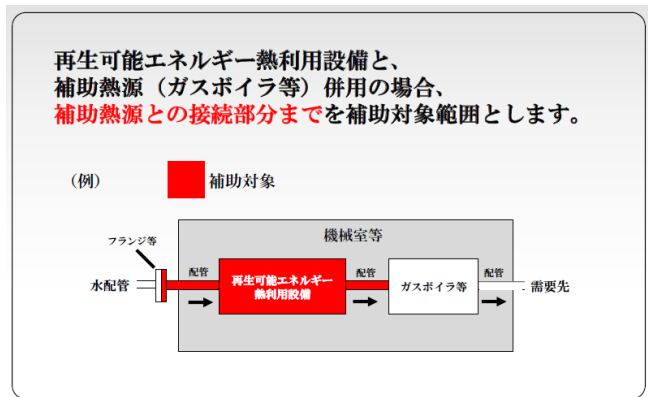 再生可能エネルギー熱利用設備と、
補助熱源（ガスボイラ等）併用の場合、
補助熱源との接続部分までを補助対象範囲とします。
（例）
補助対象
機械室等
フランジ等
水配管
配管
再生可能エネルギー
熱利用設備
配管
ガスボイラ等
配管
需要先